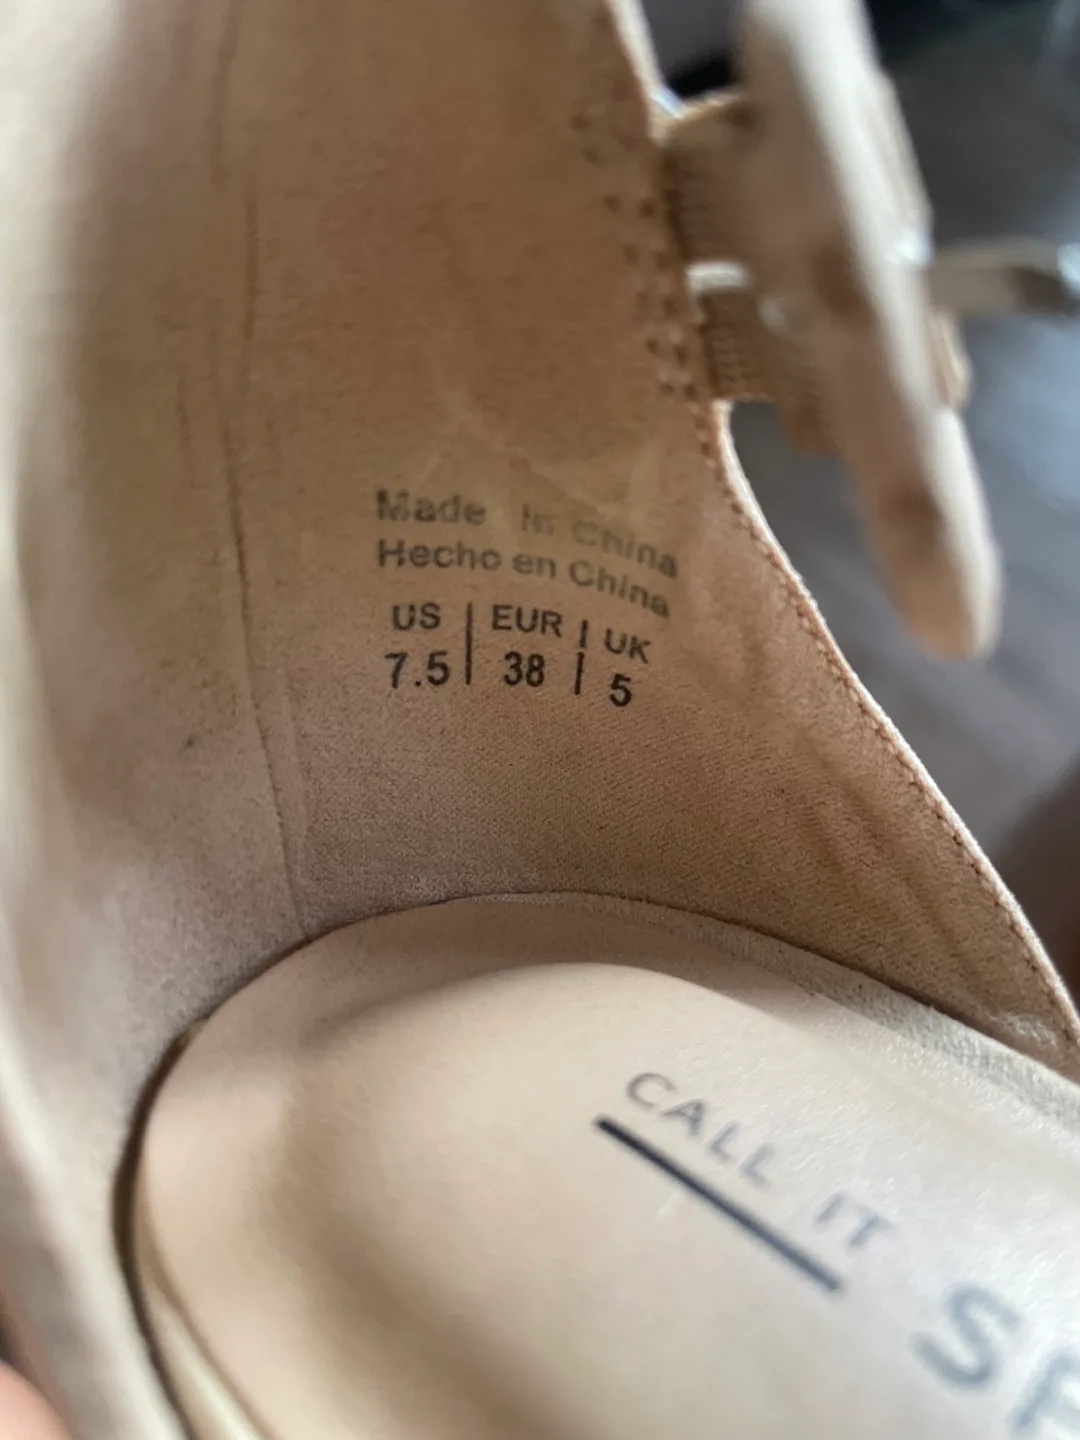 Made In China
Hecho en China
US | EUR | UK
7.5 | 38 | 5
CALL IT